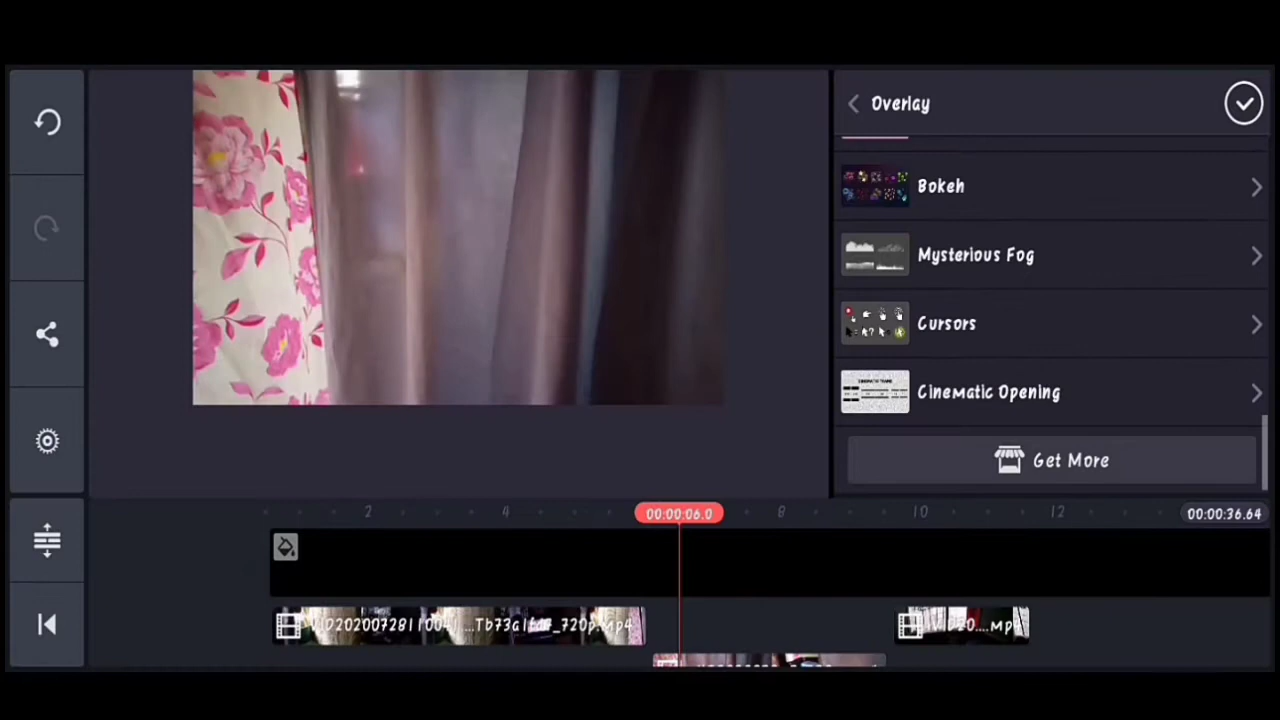 Overlay
Bokeh
Mysterious Fog
Cursors
Cinematic Opening
Get More
2
4
00:00:06.0
8
10
12
00:00:36.64